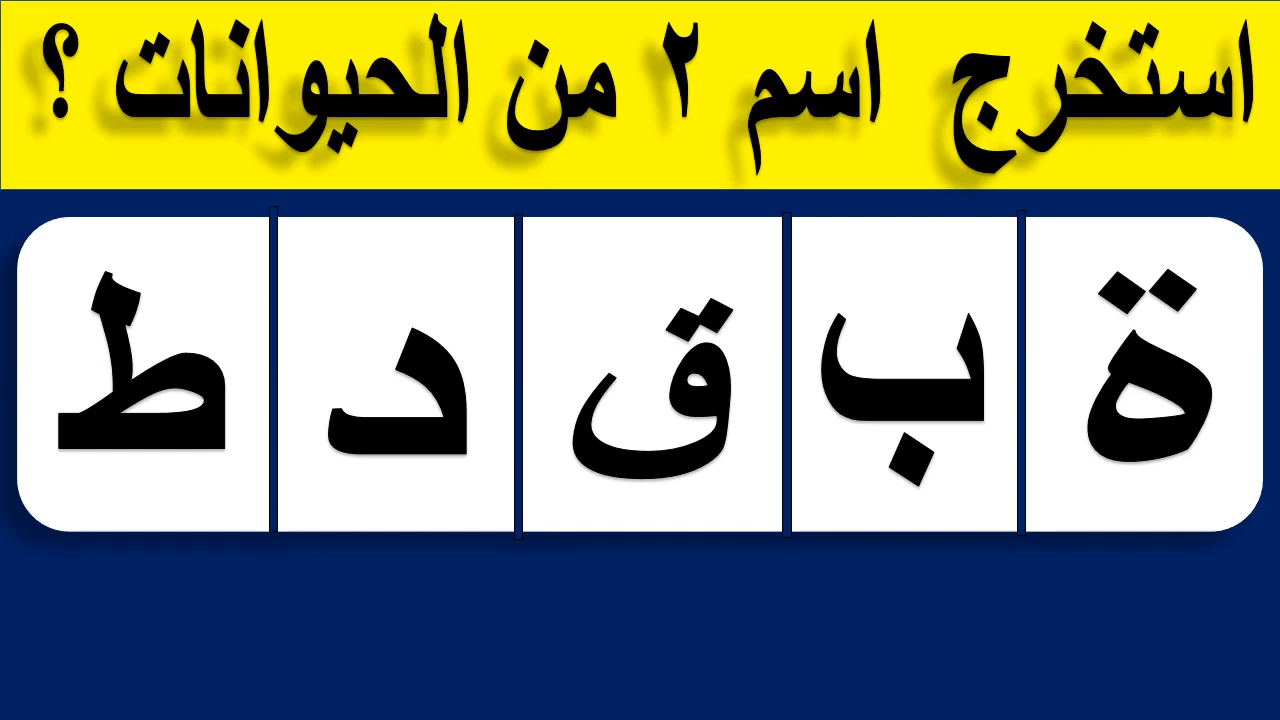 استخرج اسم ٢ من الحيوانات ؟
ة ب ق د ط